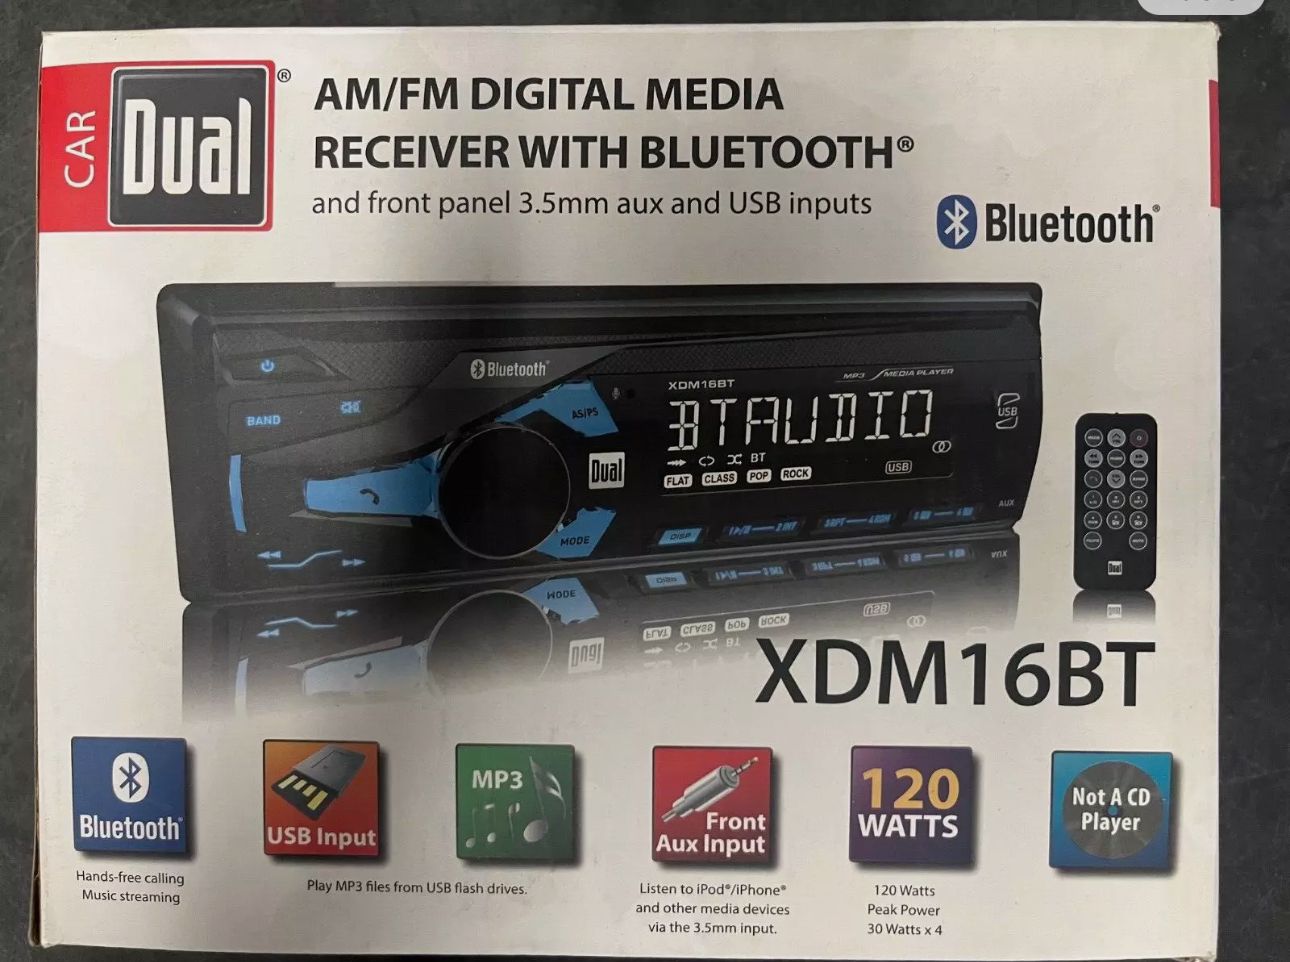 CAR
Dual®
AM/FM DIGITAL MEDIA
RECEIVER WITH BLUETOOTH®
and front panel 3.5mm aux and USB inputs
Bluetooth®
Bluetooth®
BAND
AS/PS
MODE
Dual
XDM16BT
MP3 MEDIA PLAYER
BTAUDIO
BT
FLAT CLASS POP ROCK
USB
USB
AUX
DISP
Dual
XDM16BT
Bluetooth®
USB Input
MP3
Front
Aux Input
120
WATTS
Not A CD
Player
Hands-free calling
Music streaming
Play MP3 files from USB flash drives.
Listen to iPod®/iPhone®
and other media devices
via the 3.5mm input.
120 Watts
Peak Power
30 Watts x 4